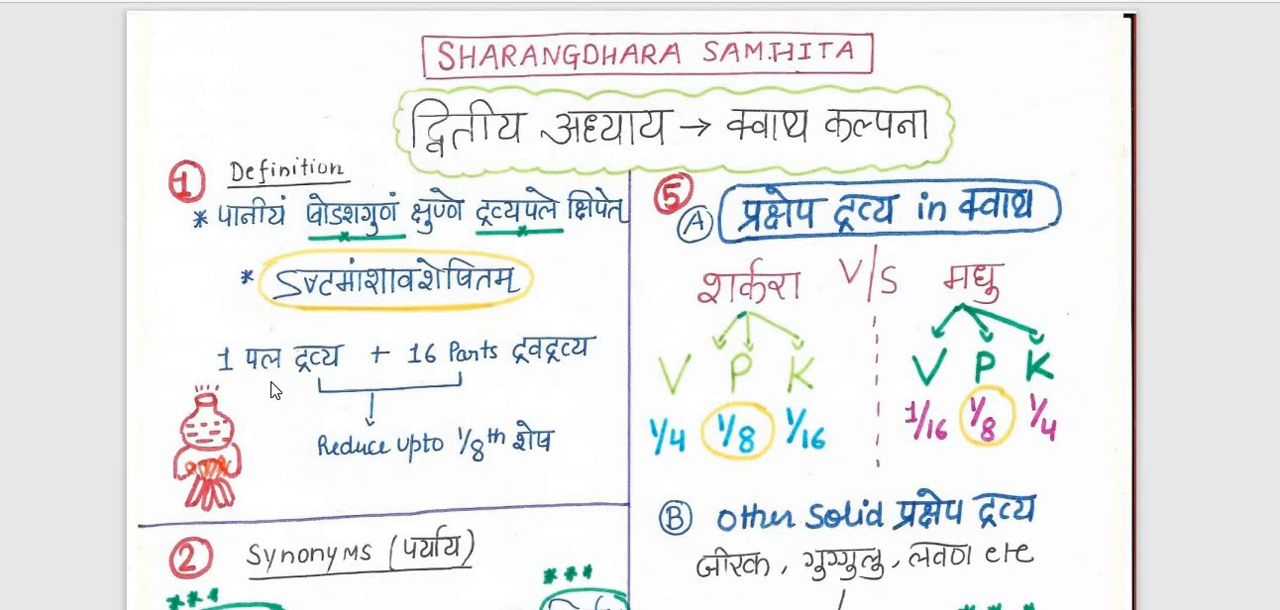 SHARANGDHARA SAMHITA
द्वितीय अध्याय → क्वाथ कल्पना
① Definition
* पानीयं षोडशगुणं क्षुण्णे द्रव्यपले क्षिपेत्
* ऽष्टमांशावशेषितम्
1 पल द्रव्य + 16 Parts द्रवद्रव्य
Reduce upto 1/8th शेष
② Synonyms (पर्याय)
⑤
Ⓐ प्रक्षेप द्रव्य in क्वाथ
शर्करा V/S मधु
V P K V P K
1/4 1/8 1/16 1/16 1/8 1/4
Ⓑ Other Solid प्रक्षेप द्रव्य
जीरक, गुग्गुलु, लवण etc